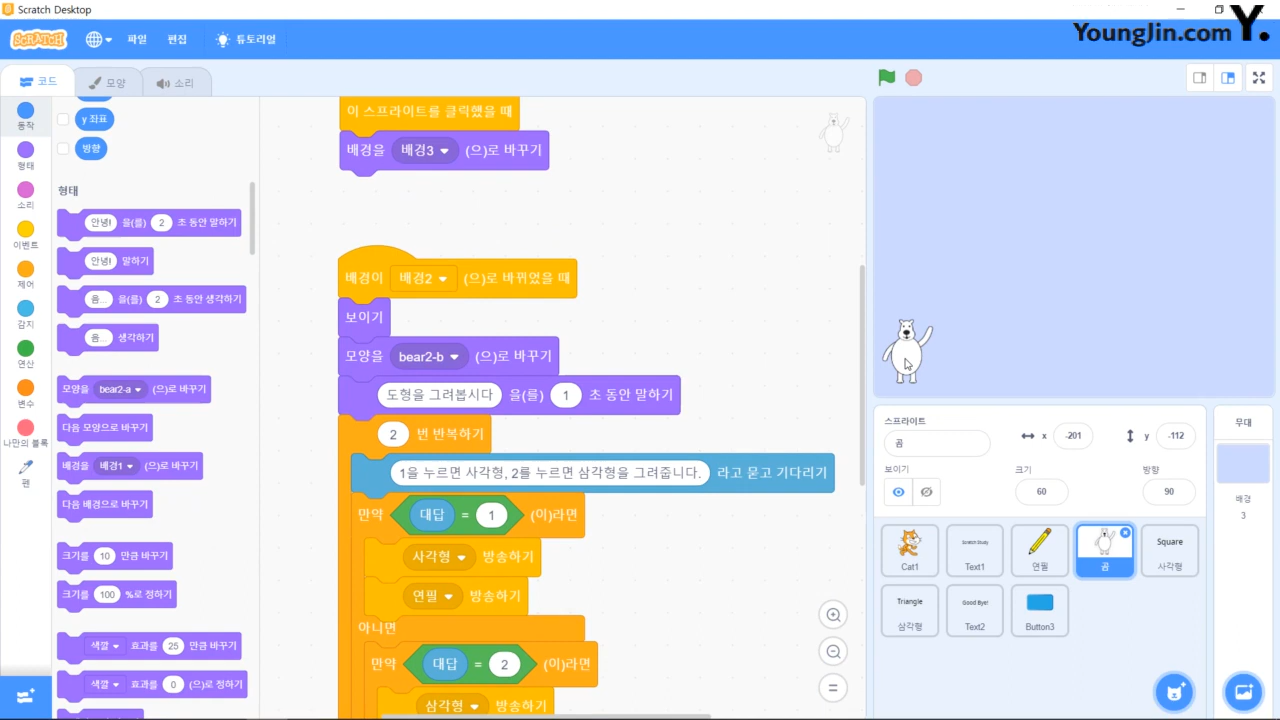 Scratch Desktop
YoungJin.com Y.
SCRATCH 파일 편집 튜토리얼
코드 모양 소리
동작
형태
소리
이벤트
제어
감지
연산
변수
나만의 블록
펜
y 좌표
방향
형태
안녕! 을(를) 2 초 동안 말하기
안녕! 말하기
음... 을(를) 2 초 동안 생각하기
음... 생각하기
모양을 bear2-a (으)로 바꾸기
다음 모양으로 바꾸기
배경을 배경1 (으)로 바꾸기
다음 배경으로 바꾸기
크기를 10 만큼 바꾸기
크기를 100 %로 정하기
색깔 효과를 25 만큼 바꾸기
색깔 효과를 0 (으)로 정하기
이 스프라이트를 클릭했을 때
배경을 배경3 (으)로 바꾸기
배경이 배경2 (으)로 바뀌었을 때
보이기
모양을 bear2-b (으)로 바꾸기
도형을 그려봅시다 을(를) 1 초 동안 말하기
2 번 반복하기
1을 누르면 사각형, 2를 누르면 삼각형을 그려줍니다. 라고 묻고 기다리기
만약 대답 = 1 (이)라면
사각형 방송하기
연필 방송하기
아니면
만약 대답 = 2 (이)라면
삼각형 방송하기
스프라이트
곰 x -201 y -112
보이기 크기 방향
60 90
Cat1
Scratch Study
Text1
연필
곰
Square
사각형
Triangle
삼각형
Good Bye!
Text2
Button3
무대
배경
3